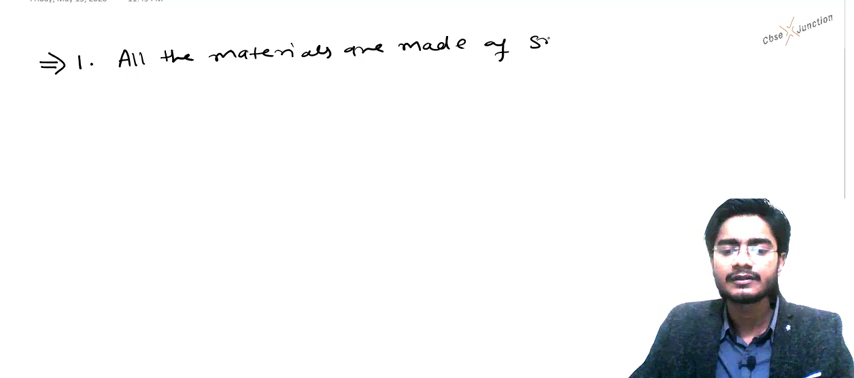 ⇒ 1. All the materials are made of
Cbse Junction